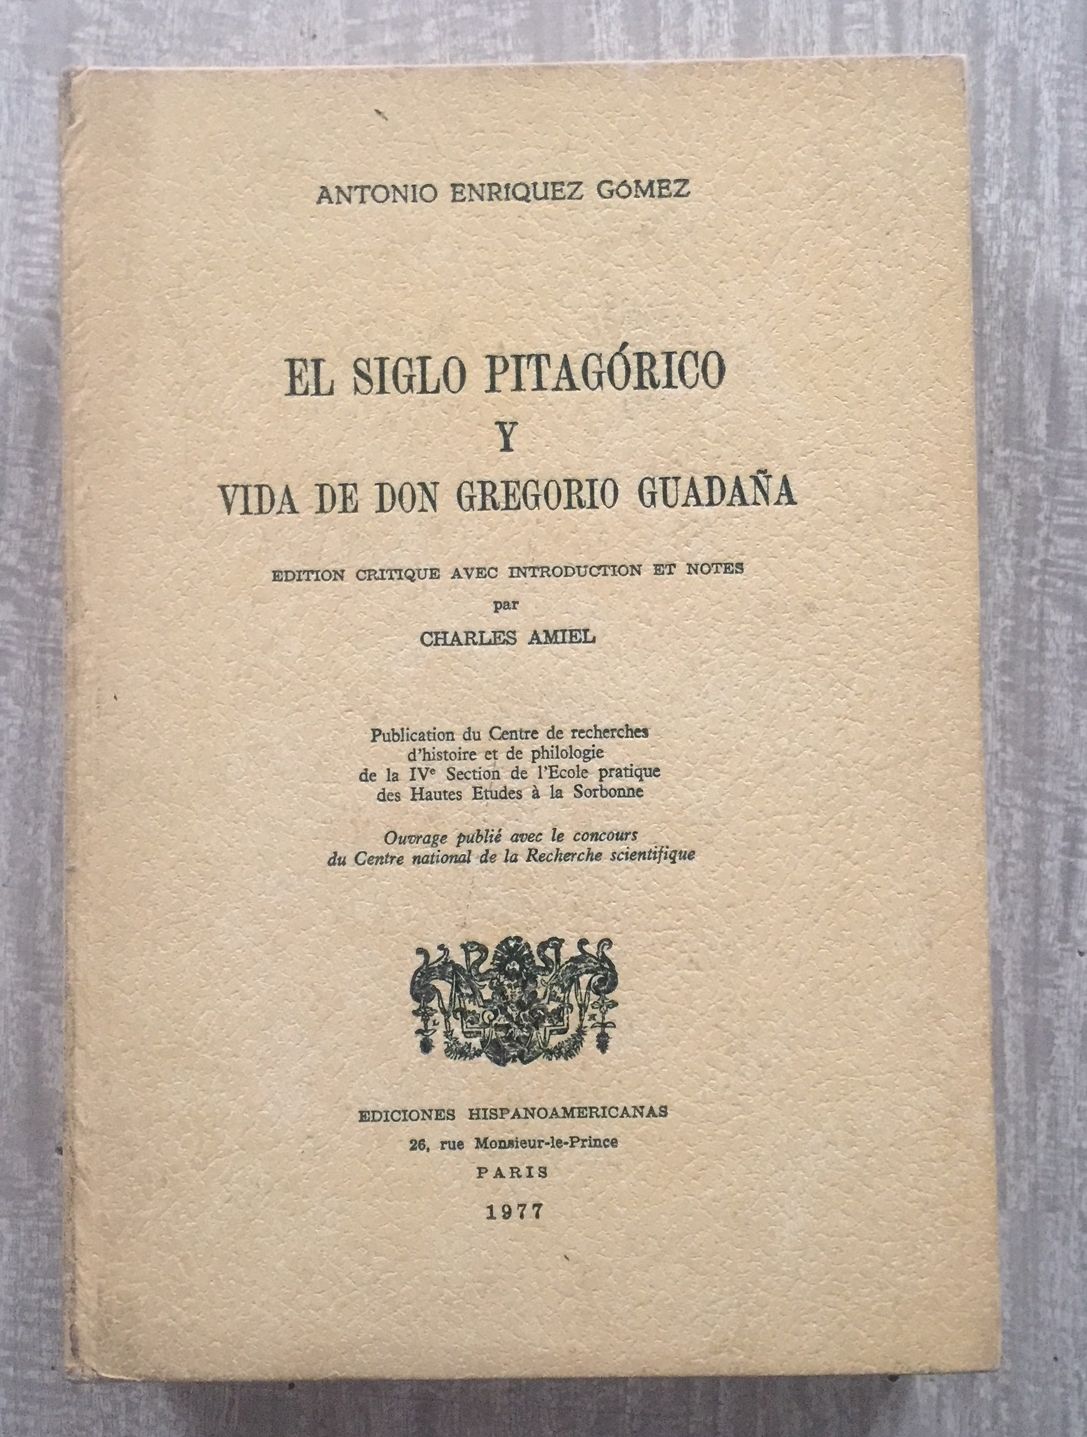 ANTONIO ENRIQUEZ GÓMEZ
EL SIGLO PITAGÓRICO
Y
VIDA DE DON GREGORIO GUADAÑA
EDITION CRITIQUE AVEC INTRODUCTION ET NOTES
par
CHARLES AMIEL
Publication du Centre de recherches
d'histoire et de philologie
de la IVe Section de l'Ecole pratique
des Hautes Etudes à la Sorbonne
Ouvrage publié avec le concours
du Centre national de la Recherche scientifique
EDICIONES HISPANOAMERICANAS
26, rue Monsieur-le-Prince
PARIS
1977